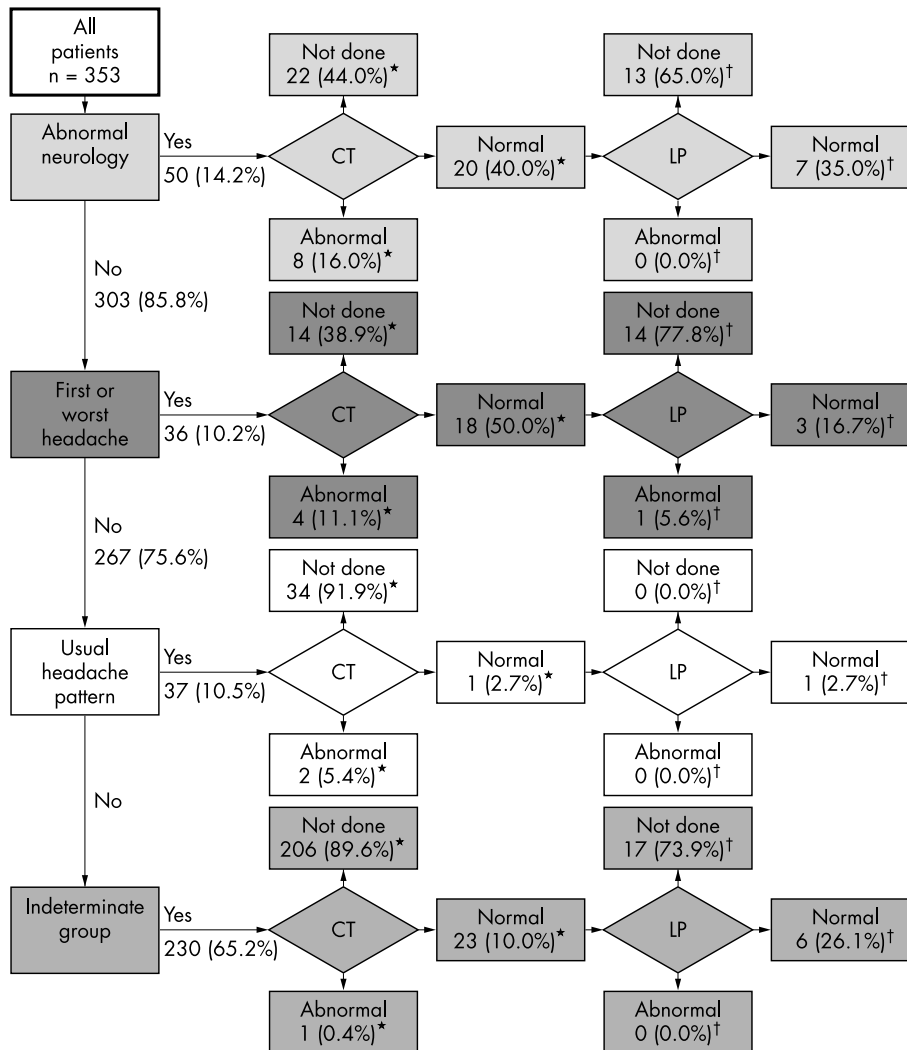 All
patients
n = 353
Not done
22 (44.0%)★
Not done
13 (65.0%)†
Abnormal
neurology
Yes
50 (14.2%)
CT
Normal
20 (40.0%)★
LP
Normal
7 (35.0%)†
Abnormal
8 (16.0%)★
Abnormal
0 (0.0%)†
No
303 (85.8%)
Not done
14 (38.9%)★
Not done
14 (77.8%)†
First or
worst
headache
Yes
36 (10.2%)
CT
Normal
18 (50.0%)★
LP
Normal
3 (16.7%)†
Abnormal
4 (11.1%)★
Abnormal
1 (5.6%)†
No
267 (75.6%)
Not done
34 (91.9%)★
Not done
0 (0.0%)†
Usual
headache
pattern
Yes
37 (10.5%)
CT
Normal
1 (2.7%)★
LP
Normal
1 (2.7%)†
Abnormal
2 (5.4%)★
Abnormal
0 (0.0%)†
No
Not done
206 (89.6%)★
Not done
17 (73.9%)†
Indeterminate
group
Yes
230 (65.2%)
CT
Normal
23 (10.0%)★
LP
Normal
6 (26.1%)†
Abnormal
1 (0.4%)★
Abnormal
0 (0.0%)†